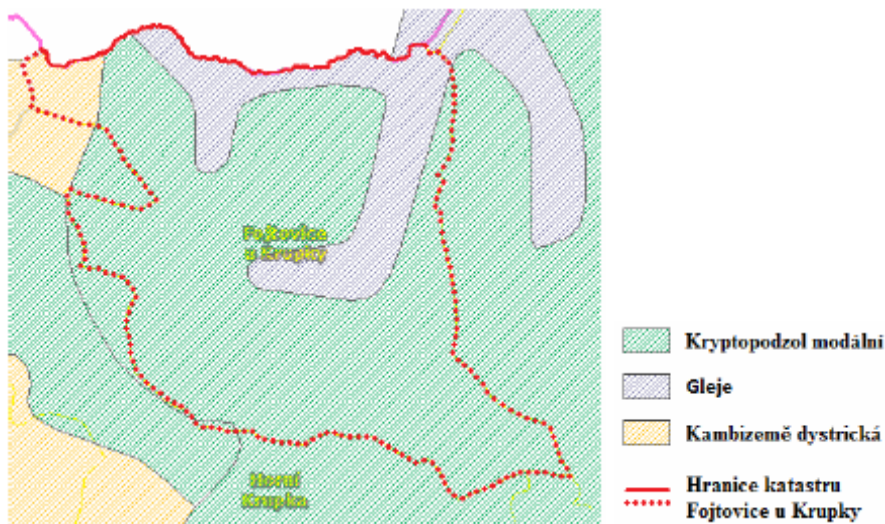 Fojtovice
u Krupky
Horní
Krupka
Kryptopodzol modální
Gleje
Kambizemě dystrická
Hranice katastru
Fojtovice u Krupky